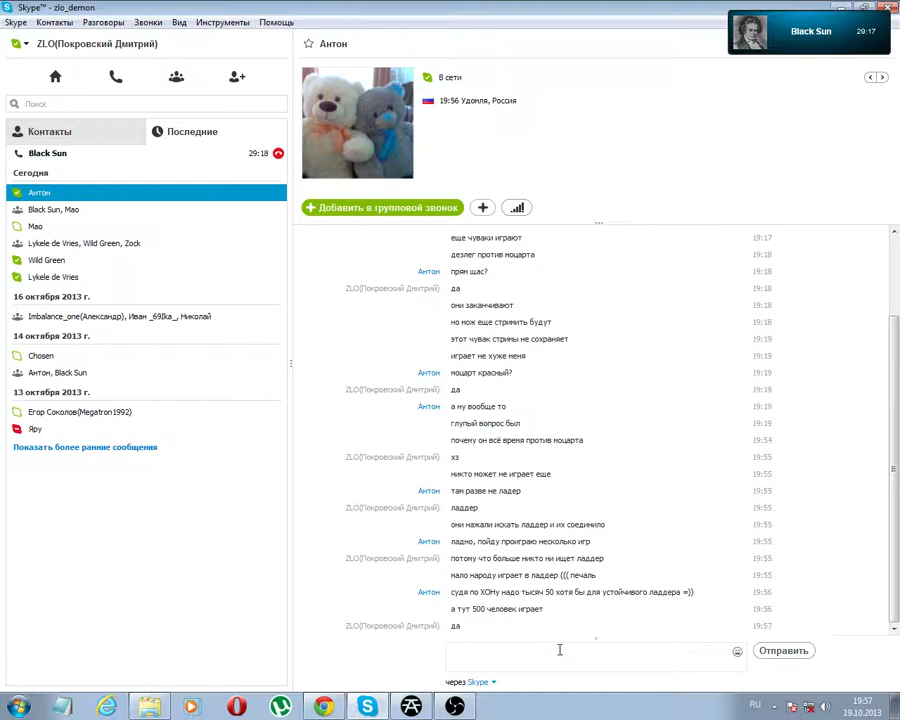 Skype™ - zlo_demon
Skype Контакты Разговоры Звонки Вид Инструменты Помощь
Black Sun 29:17
ZLO(Покровский Дмитрий)
Поиск
Контакты Последние
Black Sun 29:18
Сегодня
Антон
Black Sun, Mao
Mao
Lykele de Vries, Wild Green, Zock
Wild Green
Lykele de Vries
16 октября 2013 г.
Imbalance_one(Александр), Иван _69Ika_, Николай
14 октября 2013 г.
Chosen
Антон, Black Sun
13 октября 2013 г.
Егор Соколов(Megatron1992)
Яру
Показать более ранние сообщения
Антон
В сети
19:56 Удомля, Россия
Добавить в групповой звонок
еще чуваки играют 19:17
дезлег против моцарта 19:18
Антон прям щас? 19:18
ZLO(Покровский Дмитрий) да 19:18
они заканчивают 19:18
но мож еще стримить будут 19:18
этот чувак стримы не сохраняет 19:19
играет не хуже меня 19:19
Антон моцарт красный? 19:19
ZLO(Покровский Дмитрий) да 19:19
Антон а ну вообще то 19:19
глупый вопрос был 19:19
почему он всё время против моцарта 19:54
ZLO(Покровский Дмитрий) хз 19:55
никто может не играет еще 19:55
Антон там разве не ладер 19:55
ZLO(Покровский Дмитрий) ладдер 19:55
они нажали искать ладдер и их соединило 19:55
Антон ладно, пойду проиграю несколько игр 19:55
ZLO(Покровский Дмитрий) потому что больше никто ни ищет ладдер 19:55
мало народу играет в ладдер ((( печаль 19:55
Антон судя по ХОНу надо тысяч 50 хотя бы для устойчивого ладдера =)) 19:56
а тут 500 человек играет 19:56
ZLO(Покровский Дмитрий) да 19:57
Отправить
через Skype
RU 19:57
19.10.2013